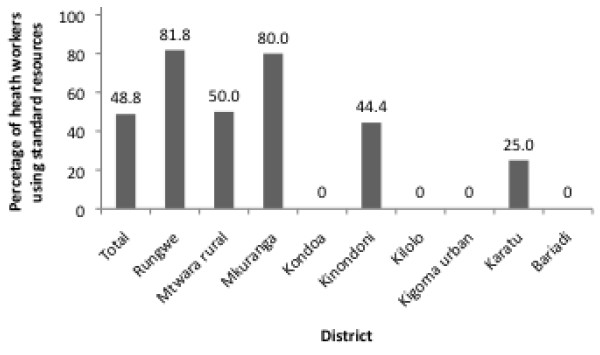 Percetage of heath workers
using standard resources
100
80
60
40
20
0
48.8
81.8
50.0
80.0
0
44.4
0
0
25.0
0
Total
Rungwe
Mtwara rural
Mkuranga
Kondoa
Kinondoni
Kilolo
Kigoma urban
Karatu
Bariadi
District